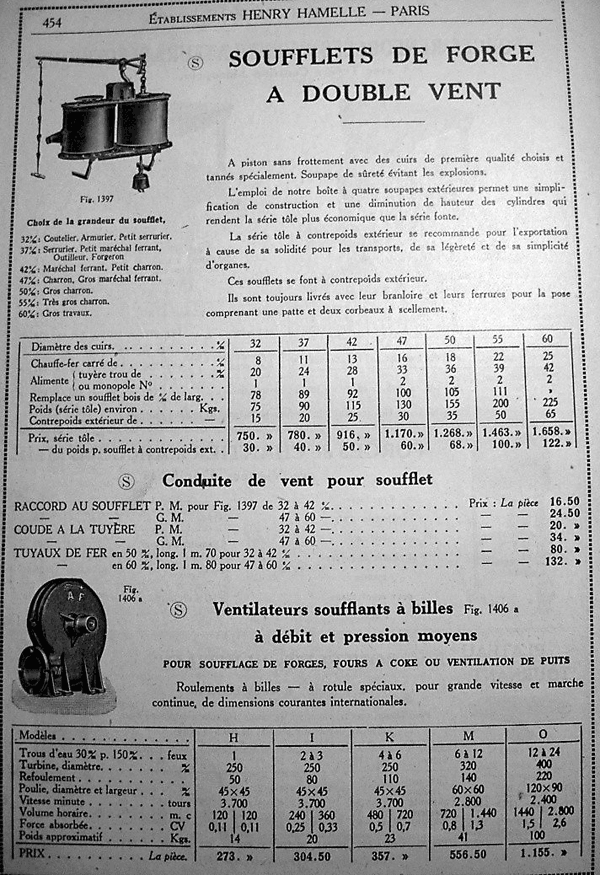 454
ÉTABLISSEMENTS HENRY HAMELLE — PARIS
Ⓢ SOUFFLETS DE FORGE
A DOUBLE VENT
Fig. 1397
A piston sans frottement avec des cuirs de première qualité choisis et
tannés spécialement. Soupape de sûreté évitant les explosions.
L'emploi de notre boîte à quatre soupapes extérieures permet une simpli-
fication de construction et une diminution de hauteur des cylindres qui
rendent la série tôle plus économique que la série fonte.
La série tôle à contrepoids extérieur se recommande pour l'exportation
à cause de sa solidité pour les transports, de sa légèreté et de sa simplicité
d'organes.
Ces soufflets se font à contrepoids extérieur.
Ils sont toujours livrés avec leur branloire et leurs ferrures pour la pose
comprenant une patte et deux corbeaux à scellement.
Choix de la grandeur du soufflet,
32 %: Coutelier, Armurier, Petit serrurier.
37 %: Serrurier, Petit maréchal ferrant,
Outilleur, Forgeron
42 %: Maréchal ferrant, Petit charron.
47 %: Charron, Gros maréchal ferrant.
50 %: Gros charron.
55 %: Très gros charron.
60 %: Gros travaux.
Diamètre des cuirs. . . . . . . . . . % 32 37 42 47 50 55 60
Chauffe-fer carré de . . . . . . . . . % 8 11 13 16 18 22 25
Alimente { tuyère trou de . . . . . . . % 20 24 28 33 36 39 42
ou monopole Nº . . . . . . . 1 1 1 2 2 2 2
Remplace un soufflet bois de % de larg. . . 78 89 92 100 105 111 »
Poids (série tôle) environ . . . . Kgs. 75 90 115 130 155 200 225
Contrepoids extérieur de . . . . . — 15 20 25 30 35 50 65
Prix, série tôle . . . . . . . . . . 750. » 780. » 916. » 1.170. » 1.268. » 1.463. » 1.658. »
— du poids p. soufflet à contrepoids ext. . 30. » 40. » 50. » 60. » 68. » 100. » 122. »
Ⓢ Conduite de vent pour soufflet
RACCORD AU SOUFFLET P. M. pour Fig. 1397 de 32 à 42 %. . . . . . . . . . Prix : La pièce 16.50
— — G. M. — 47 à 60 —. . . . . . . . . . — — 24.50
COUDE A LA TUYÈRE P. M. — 32 à 42 —. . . . . . . . . . — — 20. »
— — G. M. — 47 à 60 —. . . . . . . . . . — — 34. »
TUYAUX DE FER en 50 %, long. 1 m. 70 pour 32 à 42 % . . . . . . . . . . — — 80. »
— en 60 %, long. 1 m. 80 pour 47 à 60 % . . . . . . . . . . — — 132. »
A F
Fig.
1406 a
Ⓢ Ventilateurs soufflants à billes Fig. 1406 a
à débit et pression moyens
POUR SOUFFLAGE DE FORGES, FOURS A COKE OU VENTILATION DE PUITS
Roulements à billes — à rotule spéciaux, pour grande vitesse et marche
continue, de dimensions courantes internationales.
Modèles . . . . . . . . . . . . H I K M O
Trous d'eau 30 % p. 150 %. . . feux 1 2 à 3 4 à 6 6 à 12 12 à 24
Turbine, diamètre. . . . . . . % 250 250 250 320 400
Refoulement . . . . . . . . . 50 80 110 140 220
Poulie, diamètre et largeur . . . % 45×45 45×45 45×45 60×60 120×90
Vitesse minute . . . . . . . tours 3.700 3.700 3.700 2.800 2.400
Volume horaire. . . . . . . . m. c 120 | 120 240 | 360 480 | 720 720 | 1.440 1440 | 2.800
Force absorbée. . . . . . . . CV 0,11 | 0,11 0,25 | 0,33 0,5 | 0,7 0,8 | 1,3 1,5 | 2,6
Poids approximatif . . . . . Kgs. 14 20 23 41 100
PRIX . . . . . . . . La pièce. 273. » 304.50 357. » 556.50 1.155. »